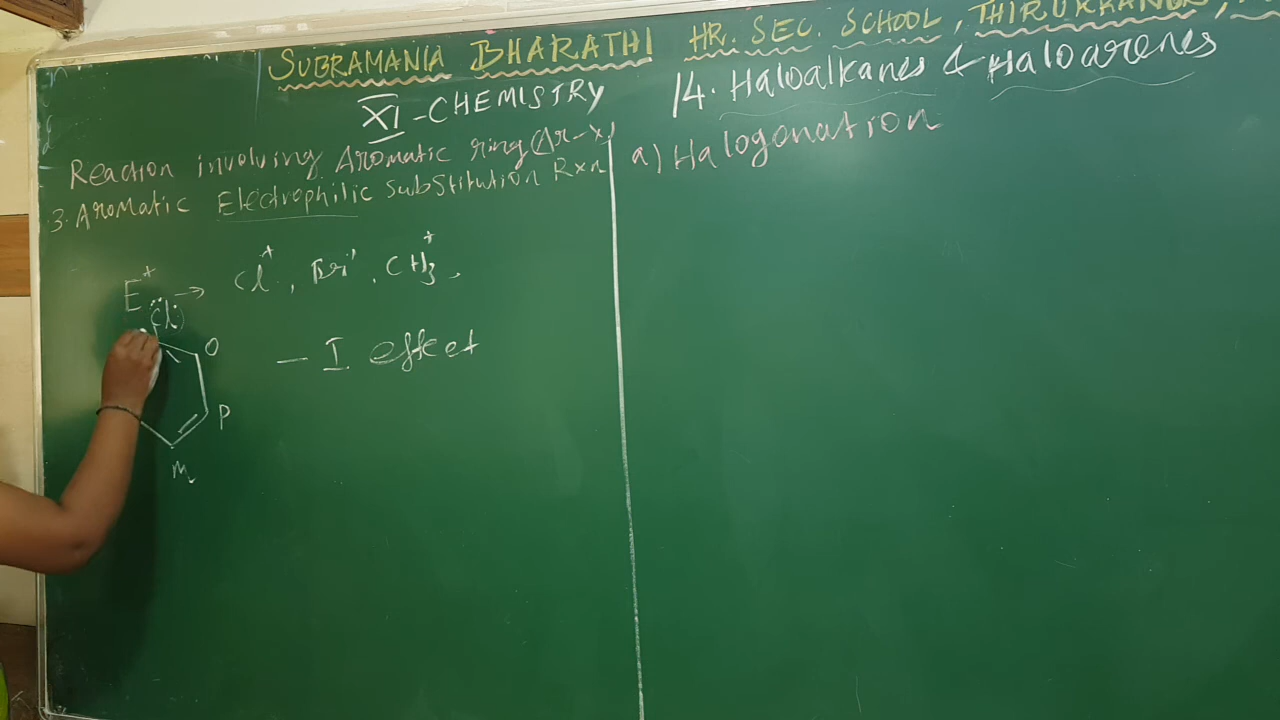 SUBRAMANIA BHARATHI HR. SEC. SCHOOL, THIRUKKANUR,
XI-CHEMISTRY
14. Haloalkanes & Haloarenes
Reaction involving Aromatic ring (Ar-X)
3. Aromatic Electrophilic substitution Rxn
E+ → Cl+, Br+, CH3+,
Cl
O
- I effect
P
M
a) Halogenation